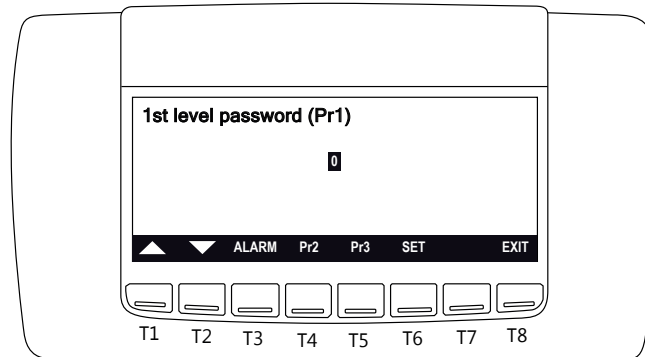 1st level password (Pr1)
0
ALARM Pr2 Pr3 SET EXIT
T1 T2 T3 T4 T5 T6 T7 T8